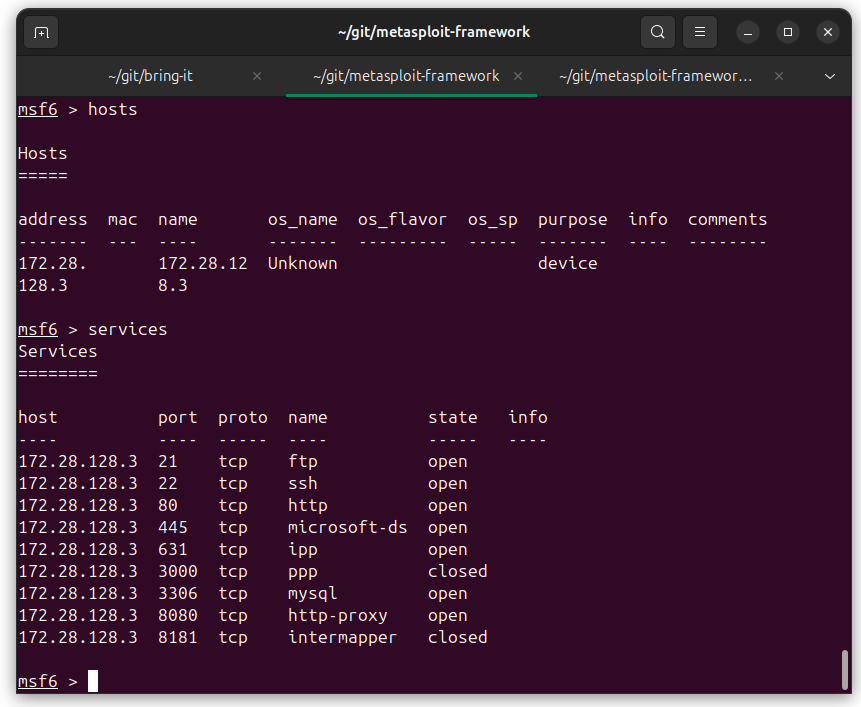 ~/git/metasploit-framework
~/git/bring-it ~/git/metasploit-framework ~/git/metasploit-framewor…
msf6 > hosts
Hosts
=====
address  mac  name       os_name  os_flavor  os_sp  purpose  info  comments
-------  ---  ----       -------  ---------  -----  -------  ----  --------
172.28.       172.28.12  Unknown                    device
128.3         8.3
msf6 > services
Services
========
host          port  proto  name          state   info
----          ----  -----  ----          -----   ----
172.28.128.3  21    tcp    ftp           open
172.28.128.3  22    tcp    ssh           open
172.28.128.3  80    tcp    http          open
172.28.128.3  445   tcp    microsoft-ds  open
172.28.128.3  631   tcp    ipp           open
172.28.128.3  3000  tcp    ppp           closed
172.28.128.3  3306  tcp    mysql         open
172.28.128.3  8080  tcp    http-proxy    open
172.28.128.3  8181  tcp    intermapper   closed
msf6 >